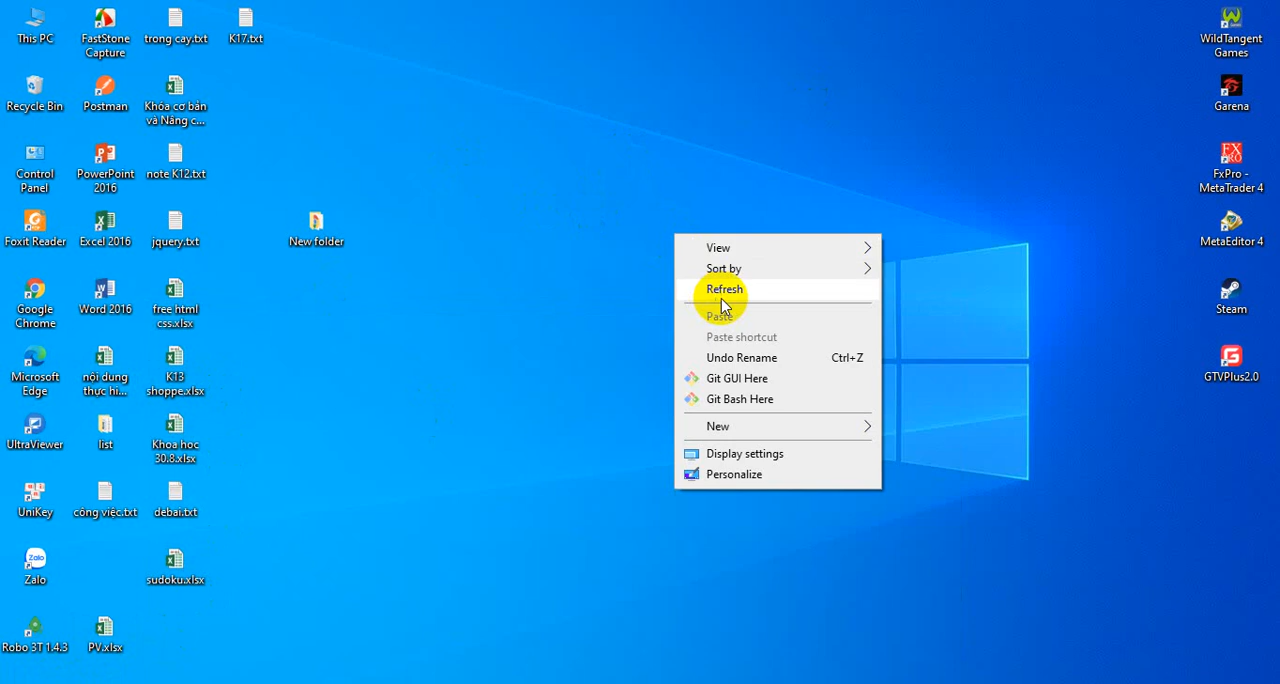 This PC
FastStone
Capture
trong cay.txt
K17.txt
Recycle Bin
Postman
Khóa cơ bản
và Nâng c...
Control
Panel
PowerPoint
2016
note K12.txt
Foxit Reader
Excel 2016
jquery.txt
New folder
Google
Chrome
Word 2016
free html
css.xlsx
Microsoft
Edge
nội dung
thực hi...
K13
shoppe.xlsx
UltraViewer
list
Khoa hoc
30.8.xlsx
UniKey
công việc.txt
debai.txt
Zalo
Zalo
sudoku.xlsx
Robo 3T 1.4.3
PV.xlsx
View
Sort by
Refresh
Paste
Paste shortcut
Undo Rename Ctrl+Z
Git GUI Here
Git Bash Here
New
Display settings
Personalize
WildTangent
Games
Garena
FX
PRO
FxPro -
MetaTrader 4
MetaEditor 4
Steam
GTVPlus2.0